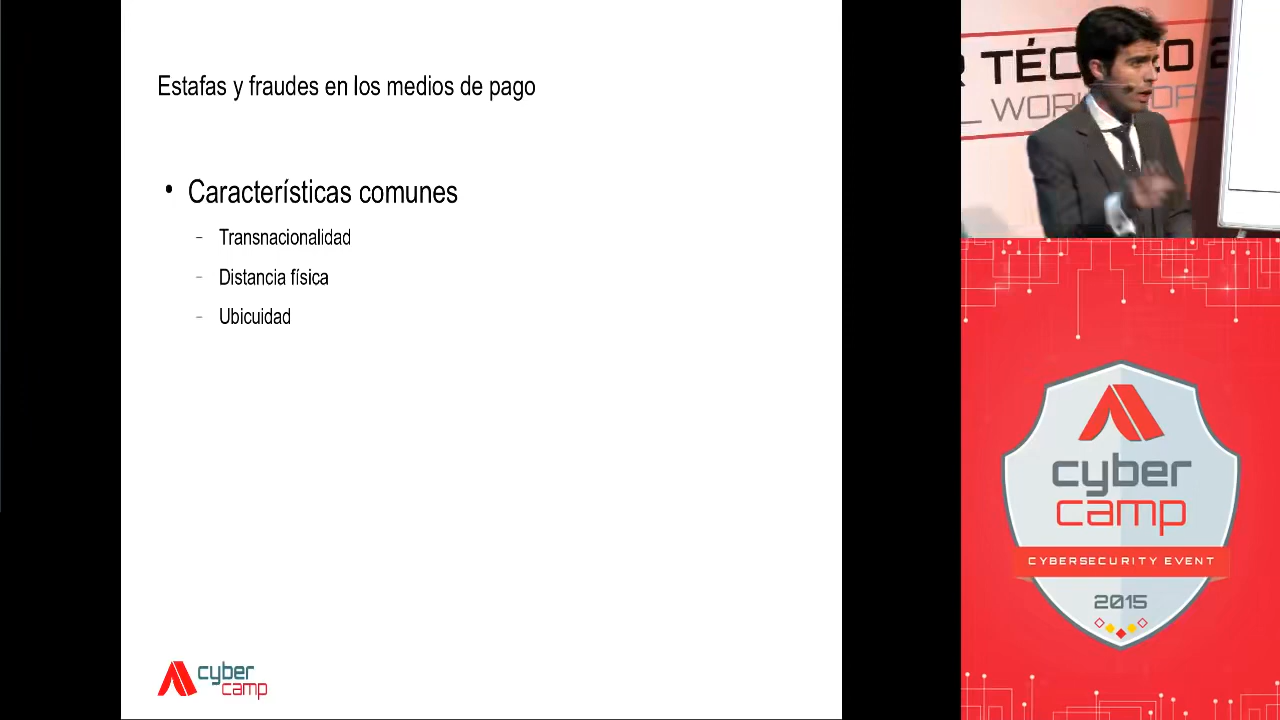 Estafas y fraudes en los medios de pago
• Características comunes
– Transnacionalidad
– Distancia física
– Ubicuidad
cyber
camp
cyber
camp
CYBERSECURITY EVENT
2015